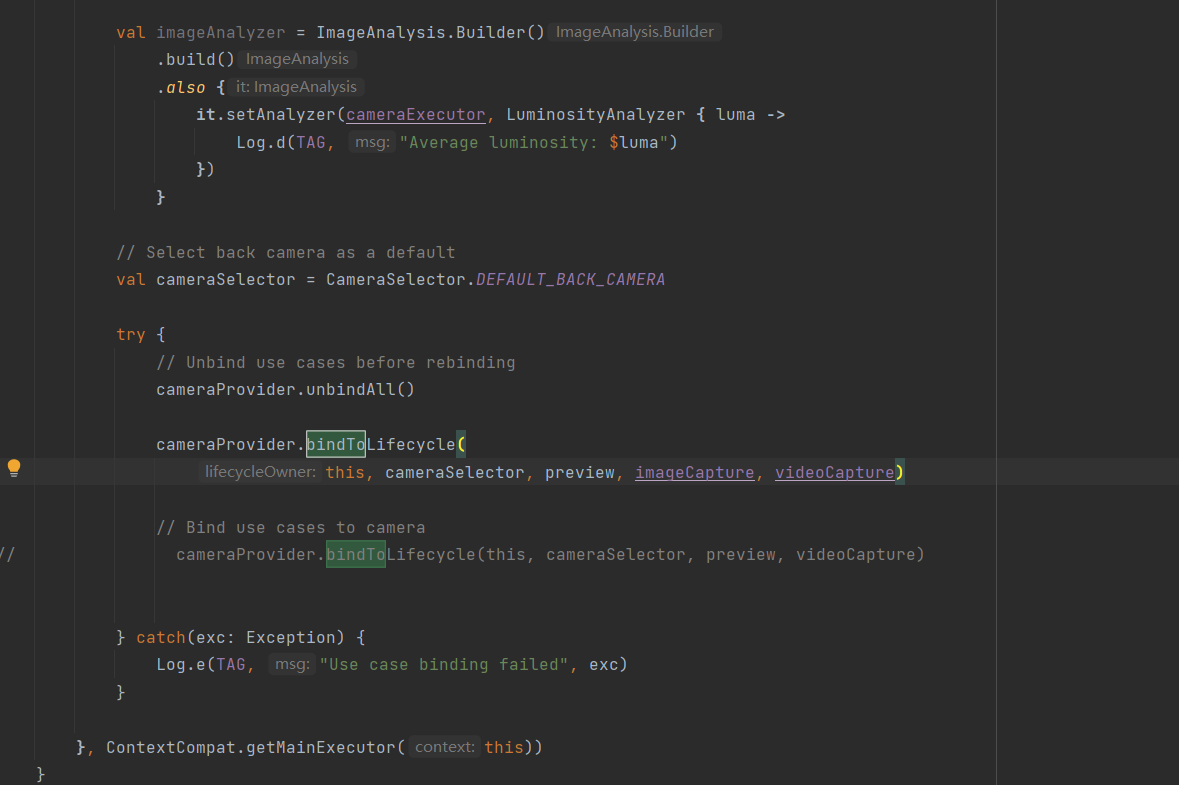 val imageAnalyzer = ImageAnalysis.Builder() ImageAnalysis.Builder
.build() ImageAnalysis
.also { it: ImageAnalysis
it.setAnalyzer(cameraExecutor, LuminosityAnalyzer { luma ->
Log.d(TAG, msg: "Average luminosity: $luma")
})
}
// Select back camera as a default
val cameraSelector = CameraSelector.DEFAULT_BACK_CAMERA
try {
// Unbind use cases before rebinding
cameraProvider.unbindAll()
cameraProvider.bindToLifecycle(
lifecycleOwner: this, cameraSelector, preview, imageCapture, videoCapture)
// Bind use cases to camera
// cameraProvider.bindToLifecycle(this, cameraSelector, preview, videoCapture)
} catch(exc: Exception) {
Log.e(TAG, msg: "Use case binding failed", exc)
}
}, ContextCompat.getMainExecutor( context: this))
}